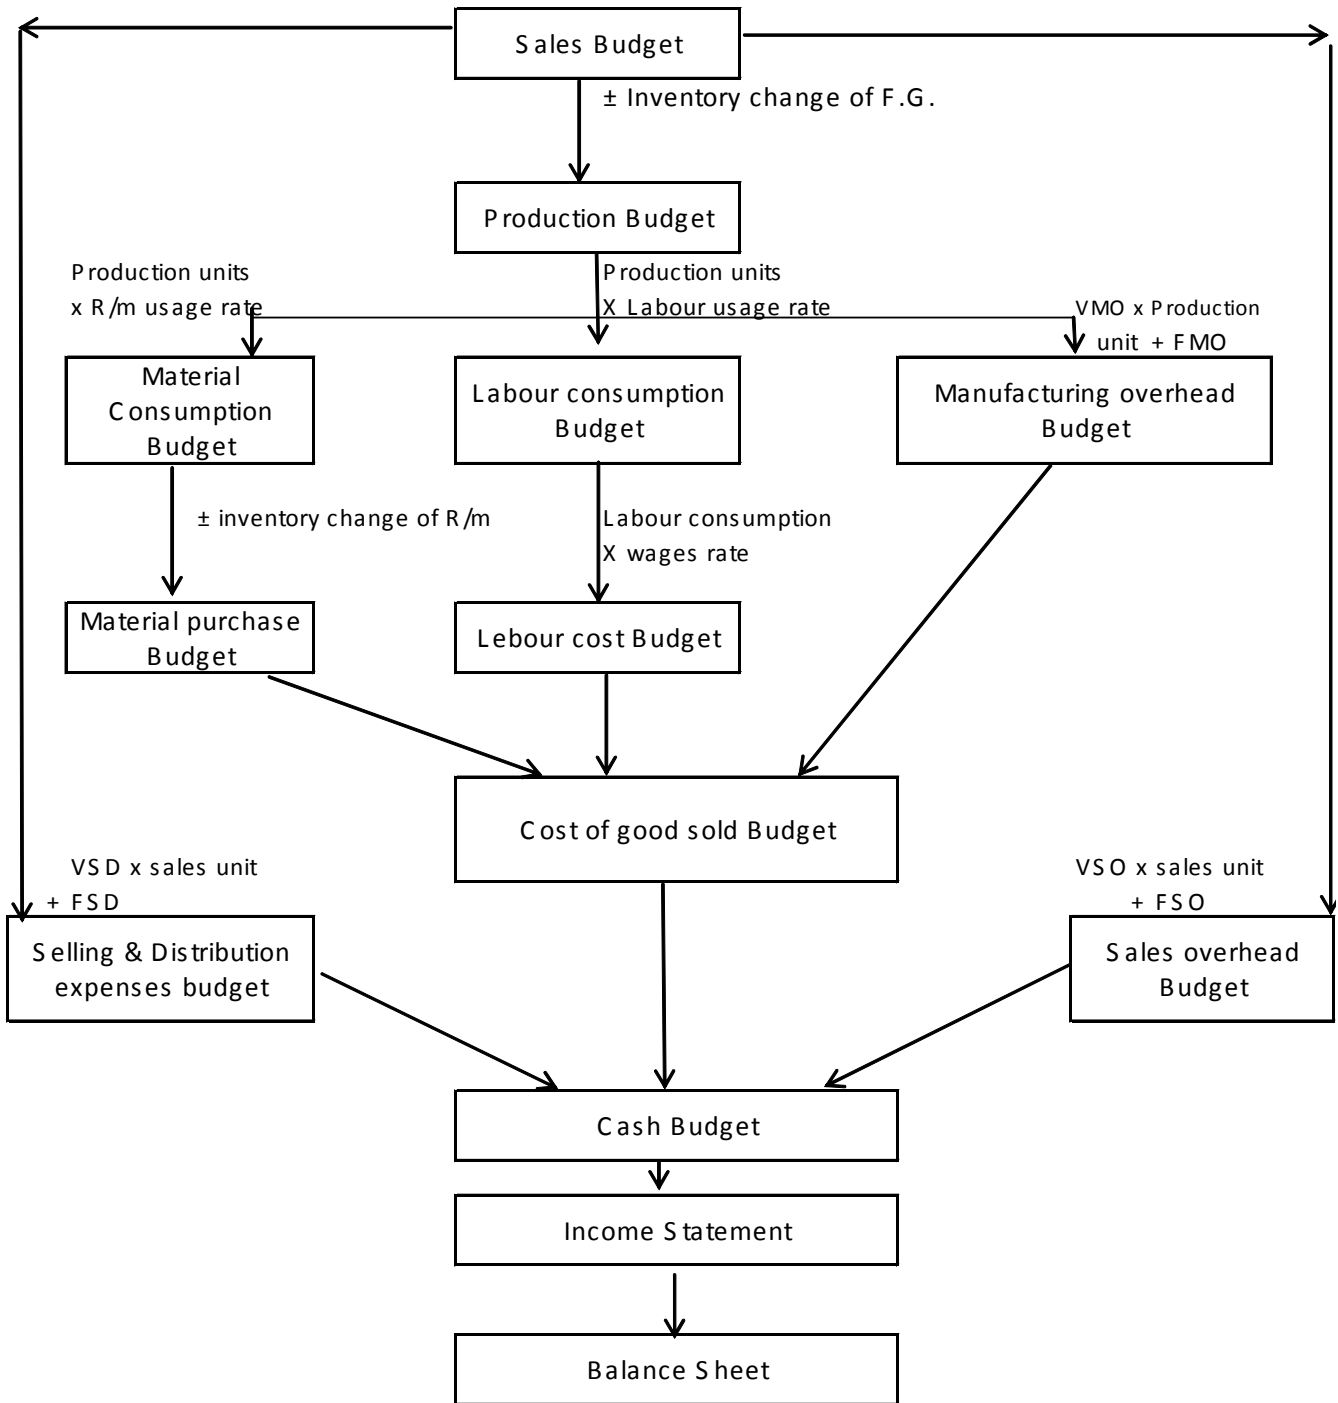 Sales Budget
± Inventory change of F.G.
Production Budget
Production units
x R/m usage rate
Production units
X Labour usage rate
VMO x Production
unit + FMO
Material
Consumption
Budget
Labour consumption
Budget
Manufacturing overhead
Budget
± inventory change of R/m
Labour consumption
X wages rate
Material purchase
Budget
Lebour cost Budget
Cost of good sold Budget
VSD x sales unit
+ FSD
VSO x sales unit
+ FSO
Selling & Distribution
expenses budget
Sales overhead
Budget
Cash Budget
Income Statement
Balance Sheet